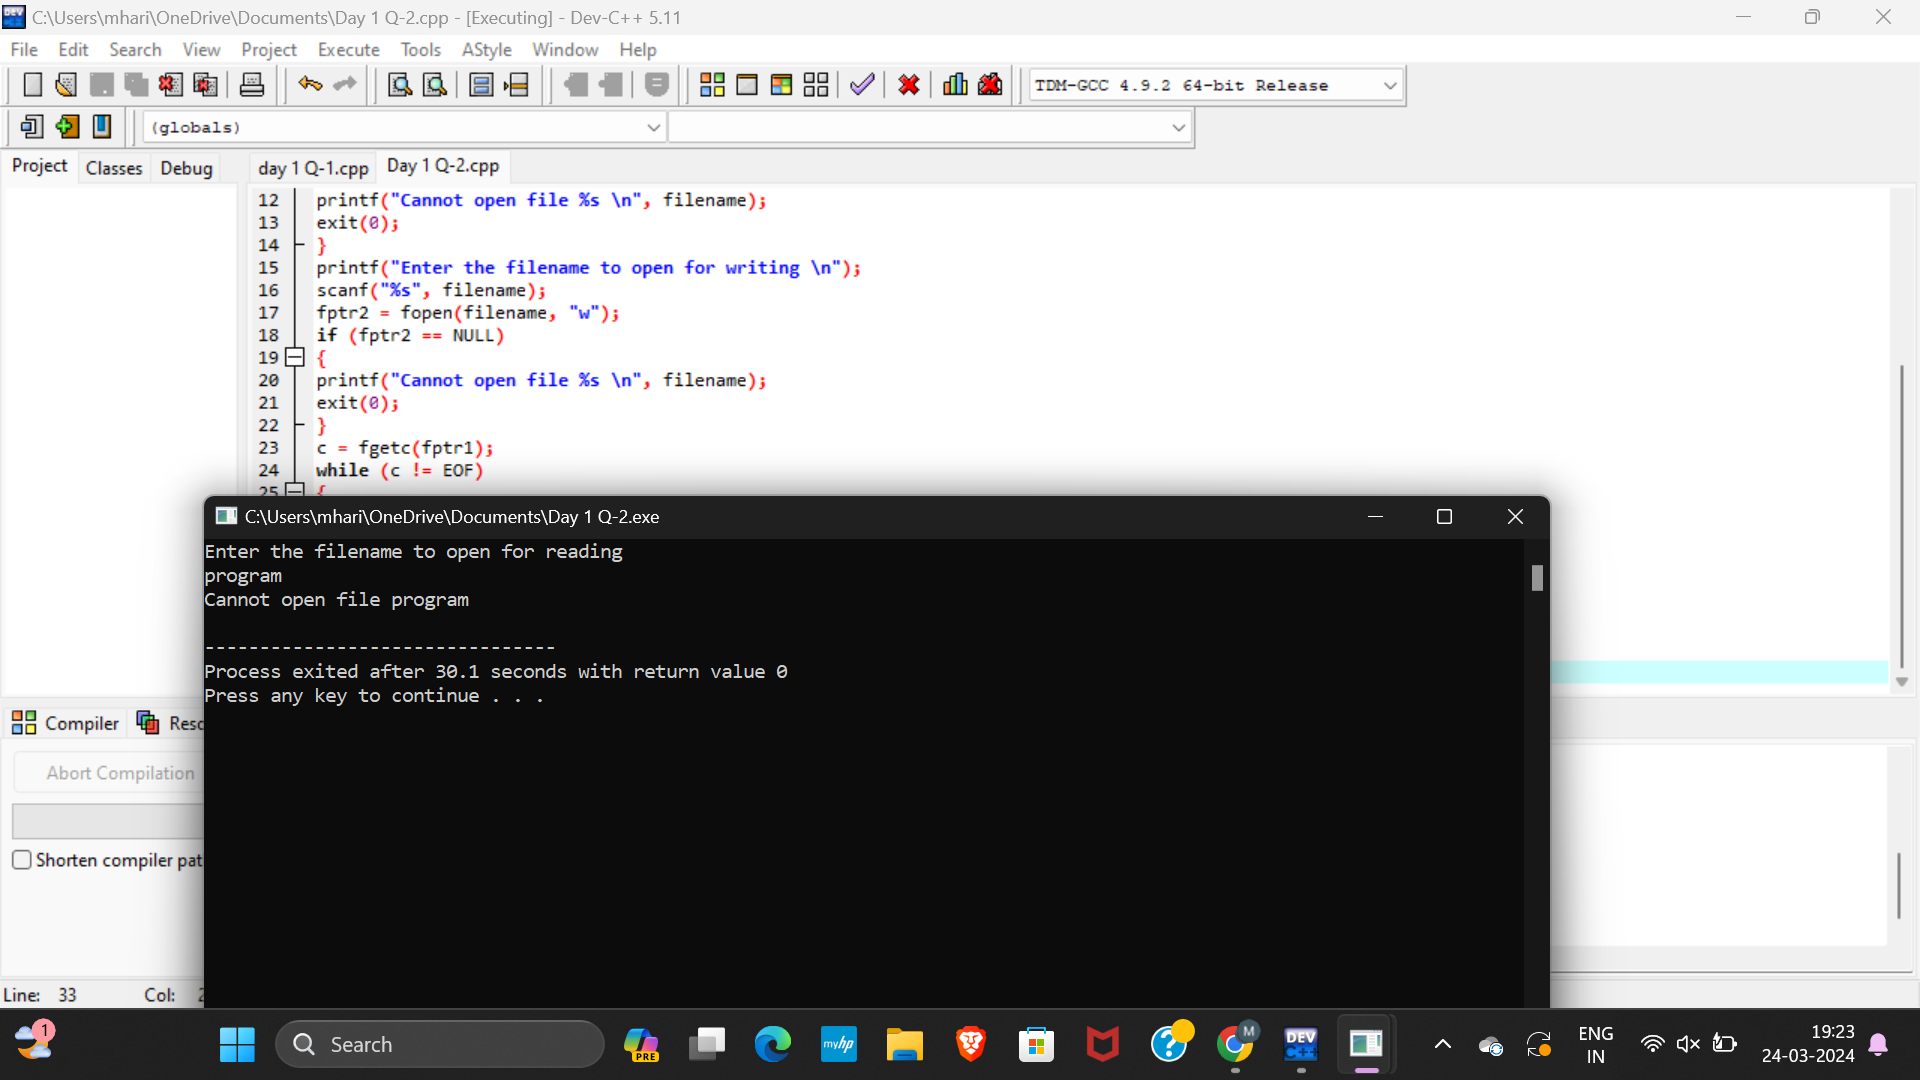 C:\Users\mhari\OneDrive\Documents\Day 1 Q-2.cpp - [Executing] - Dev-C++ 5.11
File Edit Search View Project Execute Tools AStyle Window Help
TDM-GCC 4.9.2 64-bit Release
(globals)
Project Classes Debug day 1 Q-1.cpp Day 1 Q-2.cpp
12 printf("Cannot open file %s \n", filename);
13 exit(0);
14 }
15 printf("Enter the filename to open for writing \n");
16 scanf("%s", filename);
17 fptr2 = fopen(filename, "w");
18 if (fptr2 == NULL)
19 {
20 printf("Cannot open file %s \n", filename);
21 exit(0);
22 }
23 c = fgetc(fptr1);
24 while (c != EOF)
25 {
C:\Users\mhari\OneDrive\Documents\Day 1 Q-2.exe
Enter the filename to open for reading
program
Cannot open file program
--------------------------------
Process exited after 30.1 seconds with return value 0
Press any key to continue . . .
Compiler
Abort Compilation
Shorten compiler
Line: 33 Col:
1
Search
PRE
myhp
M
DEV
C++
ENG
IN
19:23
24-03-2024